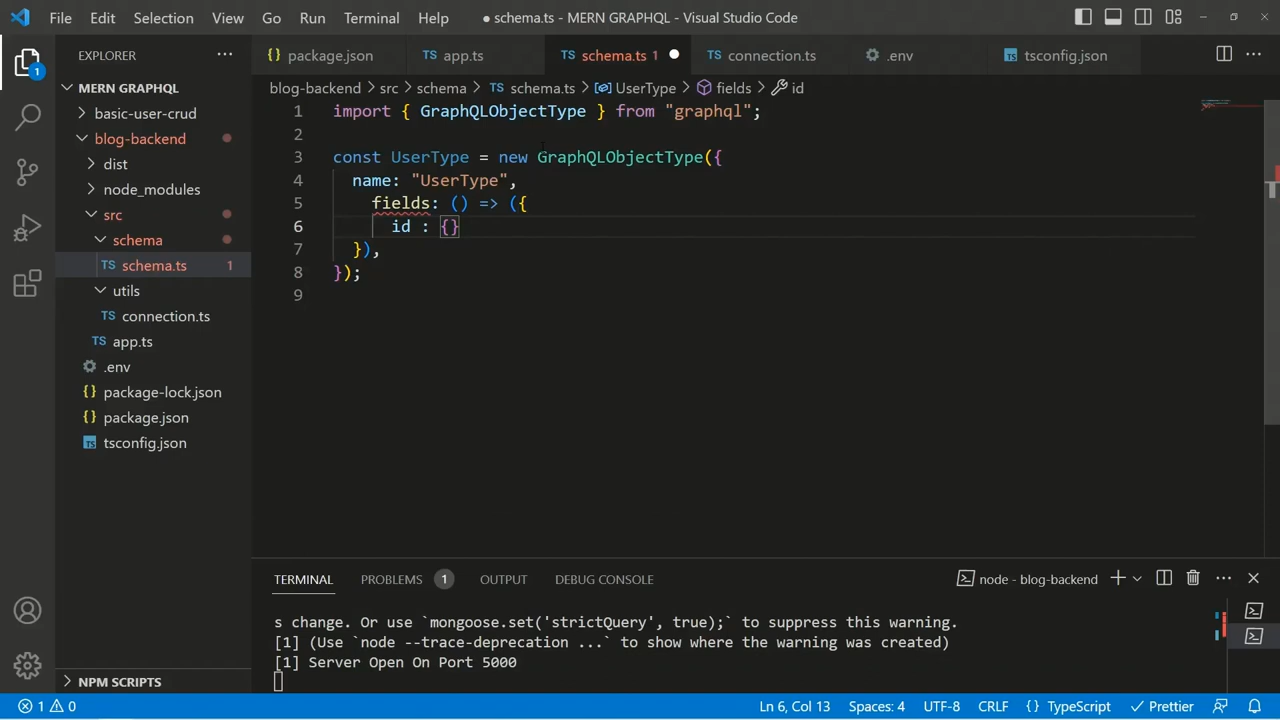 File Edit Selection View Go Run Terminal Help ● schema.ts - MERN GRAPHQL - Visual Studio Code
EXPLORER
package.json app.ts schema.ts 1 connection.ts .env tsconfig.json
MERN GRAPHQL
basic-user-crud
blog-backend
dist
node_modules
src
schema
TS schema.ts 1
utils
TS connection.ts
TS app.ts
.env
{} package-lock.json
{} package.json
TS tsconfig.json
NPM SCRIPTS
blog-backend > src > schema > TS schema.ts > UserType > fields > id
1 import { GraphQLObjectType } from "graphql";
2
3 const UserType = new GraphQLObjectType({
4 name: "UserType",
5 fields: () => ({
6 id : {}
7 }),
8 });
9
TERMINAL PROBLEMS 1 OUTPUT DEBUG CONSOLE node - blog-backend
s change. Or use `mongoose.set('strictQuery', true);` to suppress this warning.
[1] (Use `node --trace-deprecation ...` to show where the warning was created)
[1] Server Open On Port 5000
1 0 Ln 6, Col 13 Spaces: 4 UTF-8 CRLF {} TypeScript Prettier